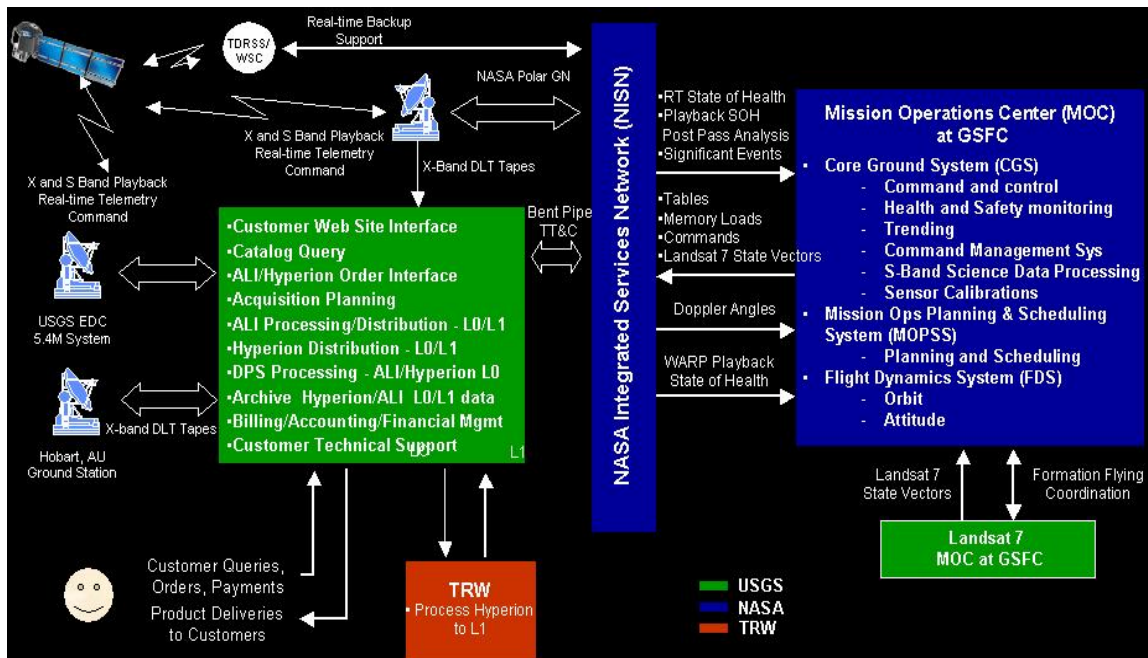 Real-time Backup
Support
TDRSS/
WSC
NASA Polar GN
X and S Band Playback
Real-time Telemetry
Command
X-Band DLT Tapes
X and S Band Playback
Real-time Telemetry
Command
USGS EDC
5.4M System
X-band DLT Tapes
Hobart, AU
Ground Station
▪Customer Web Site Interface
▪Catalog Query
▪ALI/Hyperion Order Interface
▪Acquisition Planning
▪ALI Processing/Distribution - L0/L1
▪Hyperion Distribution - L0/L1
▪DPS Processing - ALI/Hyperion L0
▪Archive Hyperion/ALI L0/L1 data
▪Billing/Accounting/Financial Mgmt
▪Customer Technical Support
L1
Bent Pipe
TT&C
NASA Integrated Services Network (NISN)
▪RT State of Health
▪Playback SOH
Post Pass Analysis
▪Significant Events
▪Tables
▪Memory Loads
▪Commands
▪Landsat 7 State Vectors
Doppler Angles
WARP Playback
State of Health
Mission Operations Center (MOC)
at GSFC
• Core Ground System (CGS)
- Command and control
- Health and Safety monitoring
- Trending
- Command Management Sys
- S-Band Science Data Processing
- Sensor Calibrations
• Mission Ops Planning & Scheduling
System (MOPSS)
- Planning and Scheduling
• Flight Dynamics System (FDS)
- Orbit
- Attitude
Landsat 7
State Vectors
Formation Flying
Coordination
Landsat 7
MOC at GSFC
Customer Queries,
Orders, Payments
Product Deliveries
to Customers
TRW
▪ Process Hyperion
to L1
USGS
NASA
TRW